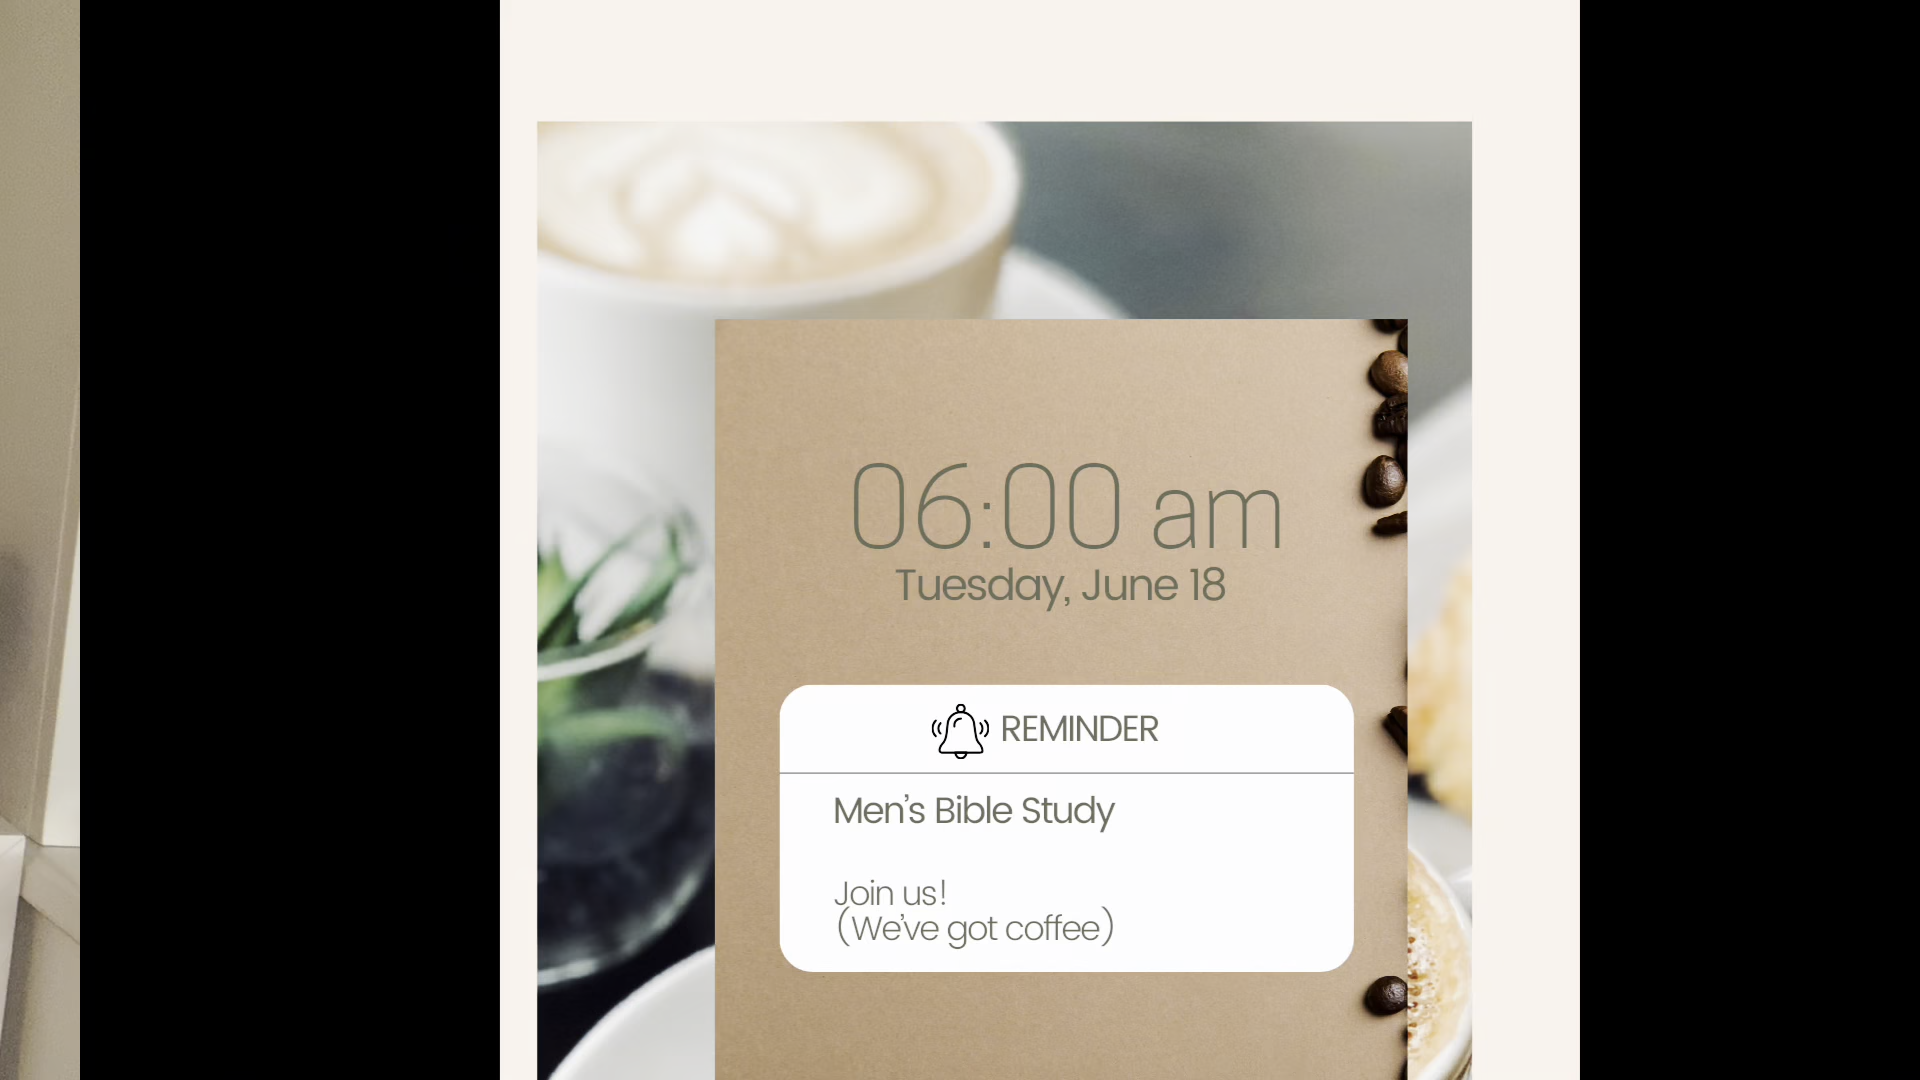 06:00 am
Tuesday, June 18
REMINDER
Men's Bible Study
Join us!
(We've got coffee)